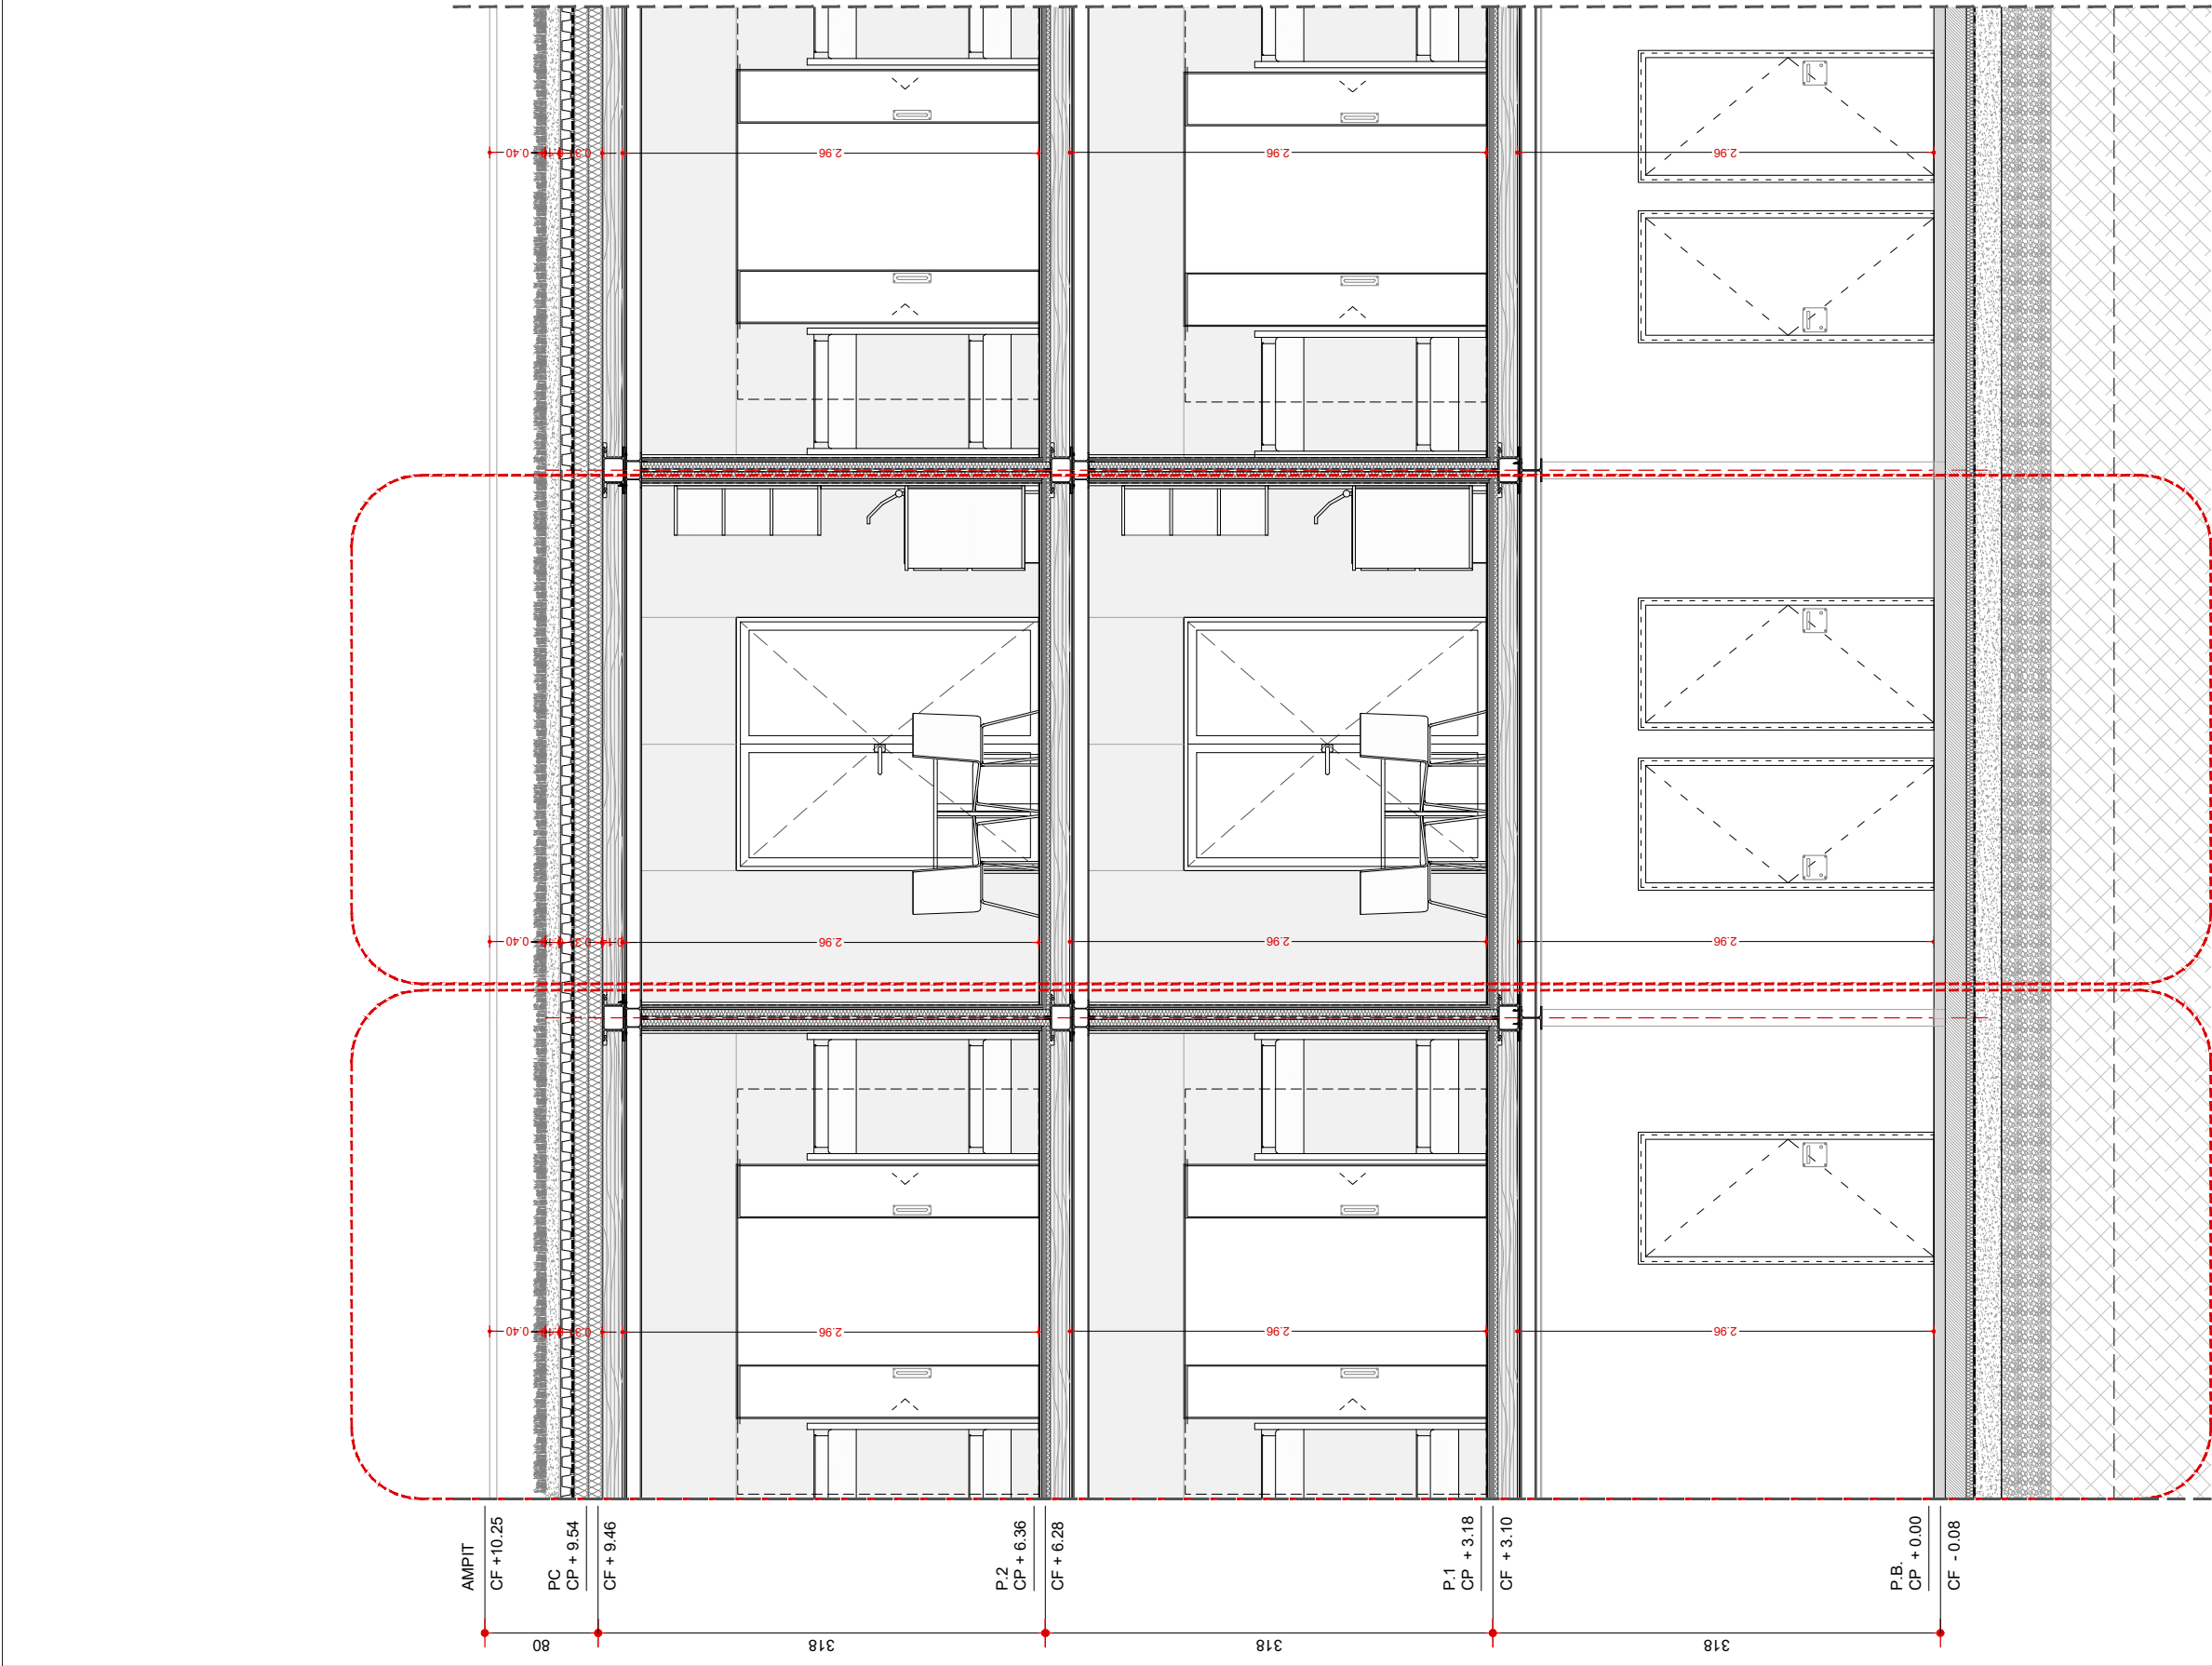 0.40
2.96
2.96
2.96
0.40
2.96
2.96
2.96
0.40
2.96
2.96
2.96
AMPIT
CF +10.25
PC
CP + 9.54
CF + 9.46
P.2
CP + 6.36
CF + 6.28
P.1
CP + 3.18
CF + 3.10
P.B.
CP + 0.00
CF - 0.08
80
318
318
318